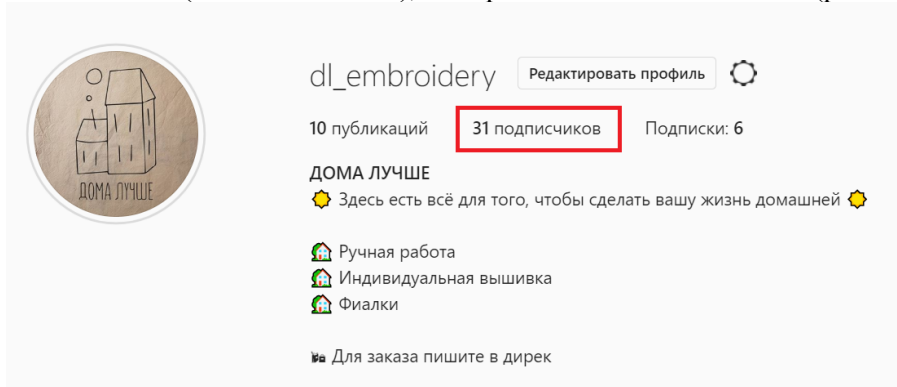 ДОМА ЛУЧШЕ
dl_embroidery Редактировать профиль
10 публикаций 31 подписчиков Подписки: 6
ДОМА ЛУЧШЕ
Здесь есть всё для того, чтобы сделать вашу жизнь домашней
Ручная работа
Индивидуальная вышивка
Фиалки
Для заказа пишите в дирек